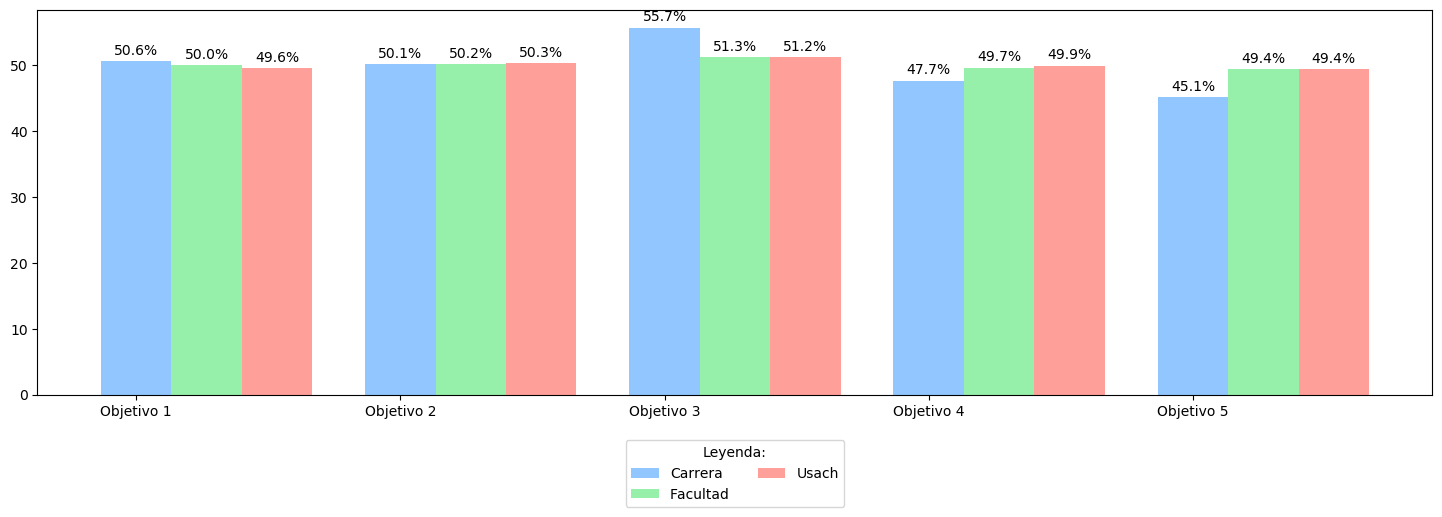 55.7%
50.6% 50.0% 49.6% 50.1% 50.2% 50.3% 51.3% 51.2% 47.7% 49.7% 49.9% 45.1% 49.4% 49.4%
50
40
30
20
10
0
Objetivo 1 Objetivo 2 Objetivo 3 Objetivo 4 Objetivo 5
Leyenda:
Carrera Usach
Facultad